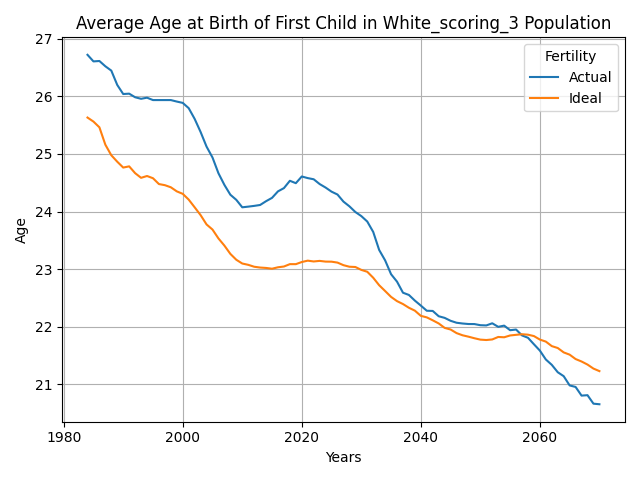 Average Age at Birth of First Child in White_scoring_3 Population
Fertility
Actual
Ideal
27
26
25
24
23
22
21
Age
1980
2000
2020
2040
2060
Years